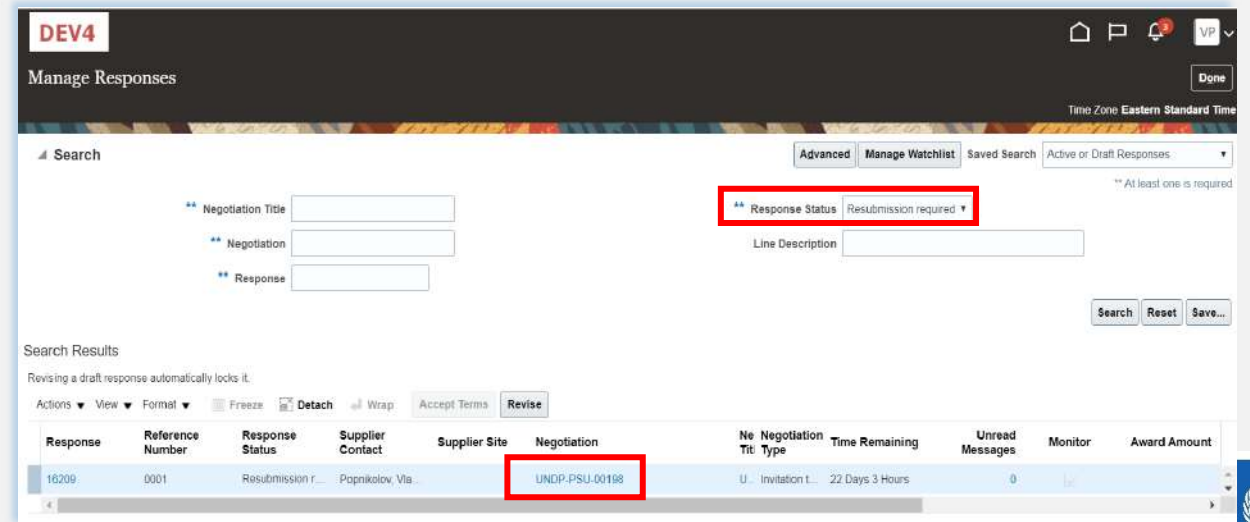 DEV4
3
VP
Manage Responses
Done
Time Zone Eastern Standard Time
Search
Advanced Manage Watchlist Saved Search Active or Draft Responses
** At least one is required
** Negotiation Title
** Response Status Resubmission required
** Negotiation
Line Description
** Response
Search Reset Save...
Search Results
Revising a draft response automatically locks it.
Actions View Format Freeze Detach Wrap Accept Terms Revise
Response Reference Number Response Status Supplier Contact Supplier Site Negotiation Ne Titl Negotiation Type Time Remaining Unread Messages Monitor Award Amount
16209 0001 Resubmission r... Popnikolov, Vla... UNDP-PSU-00198 U... Invitation t... 22 Days 3 Hours 0